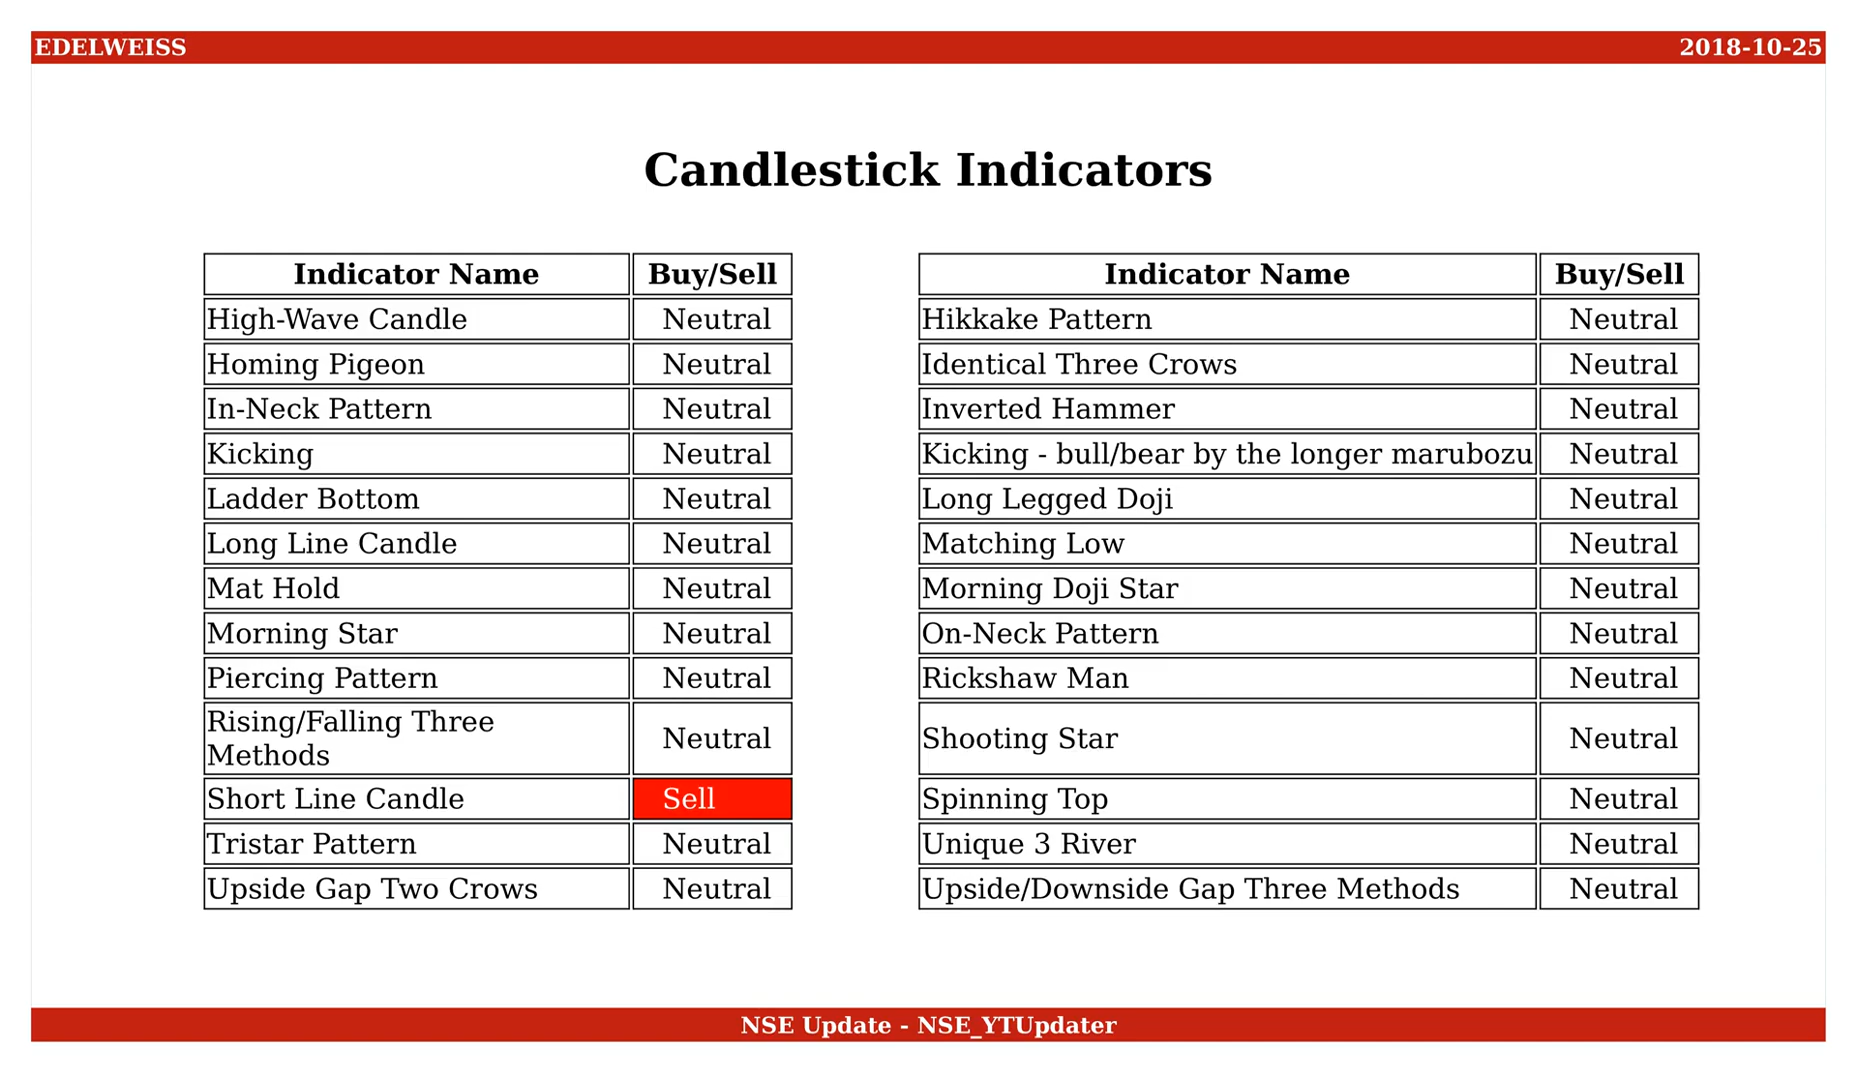 EDELWEISS 2018-10-25
Candlestick Indicators
Indicator Name Buy/Sell
High-Wave Candle Neutral
Homing Pigeon Neutral
In-Neck Pattern Neutral
Kicking Neutral
Ladder Bottom Neutral
Long Line Candle Neutral
Mat Hold Neutral
Morning Star Neutral
Piercing Pattern Neutral
Rising/Falling Three
Methods Neutral
Short Line Candle Sell
Tristar Pattern Neutral
Upside Gap Two Crows Neutral
Indicator Name Buy/Sell
Hikkake Pattern Neutral
Identical Three Crows Neutral
Inverted Hammer Neutral
Kicking - bull/bear by the longer marubozu Neutral
Long Legged Doji Neutral
Matching Low Neutral
Morning Doji Star Neutral
On-Neck Pattern Neutral
Rickshaw Man Neutral
Shooting Star Neutral
Spinning Top Neutral
Unique 3 River Neutral
Upside/Downside Gap Three Methods Neutral
NSE Update - NSE_YTUpdater